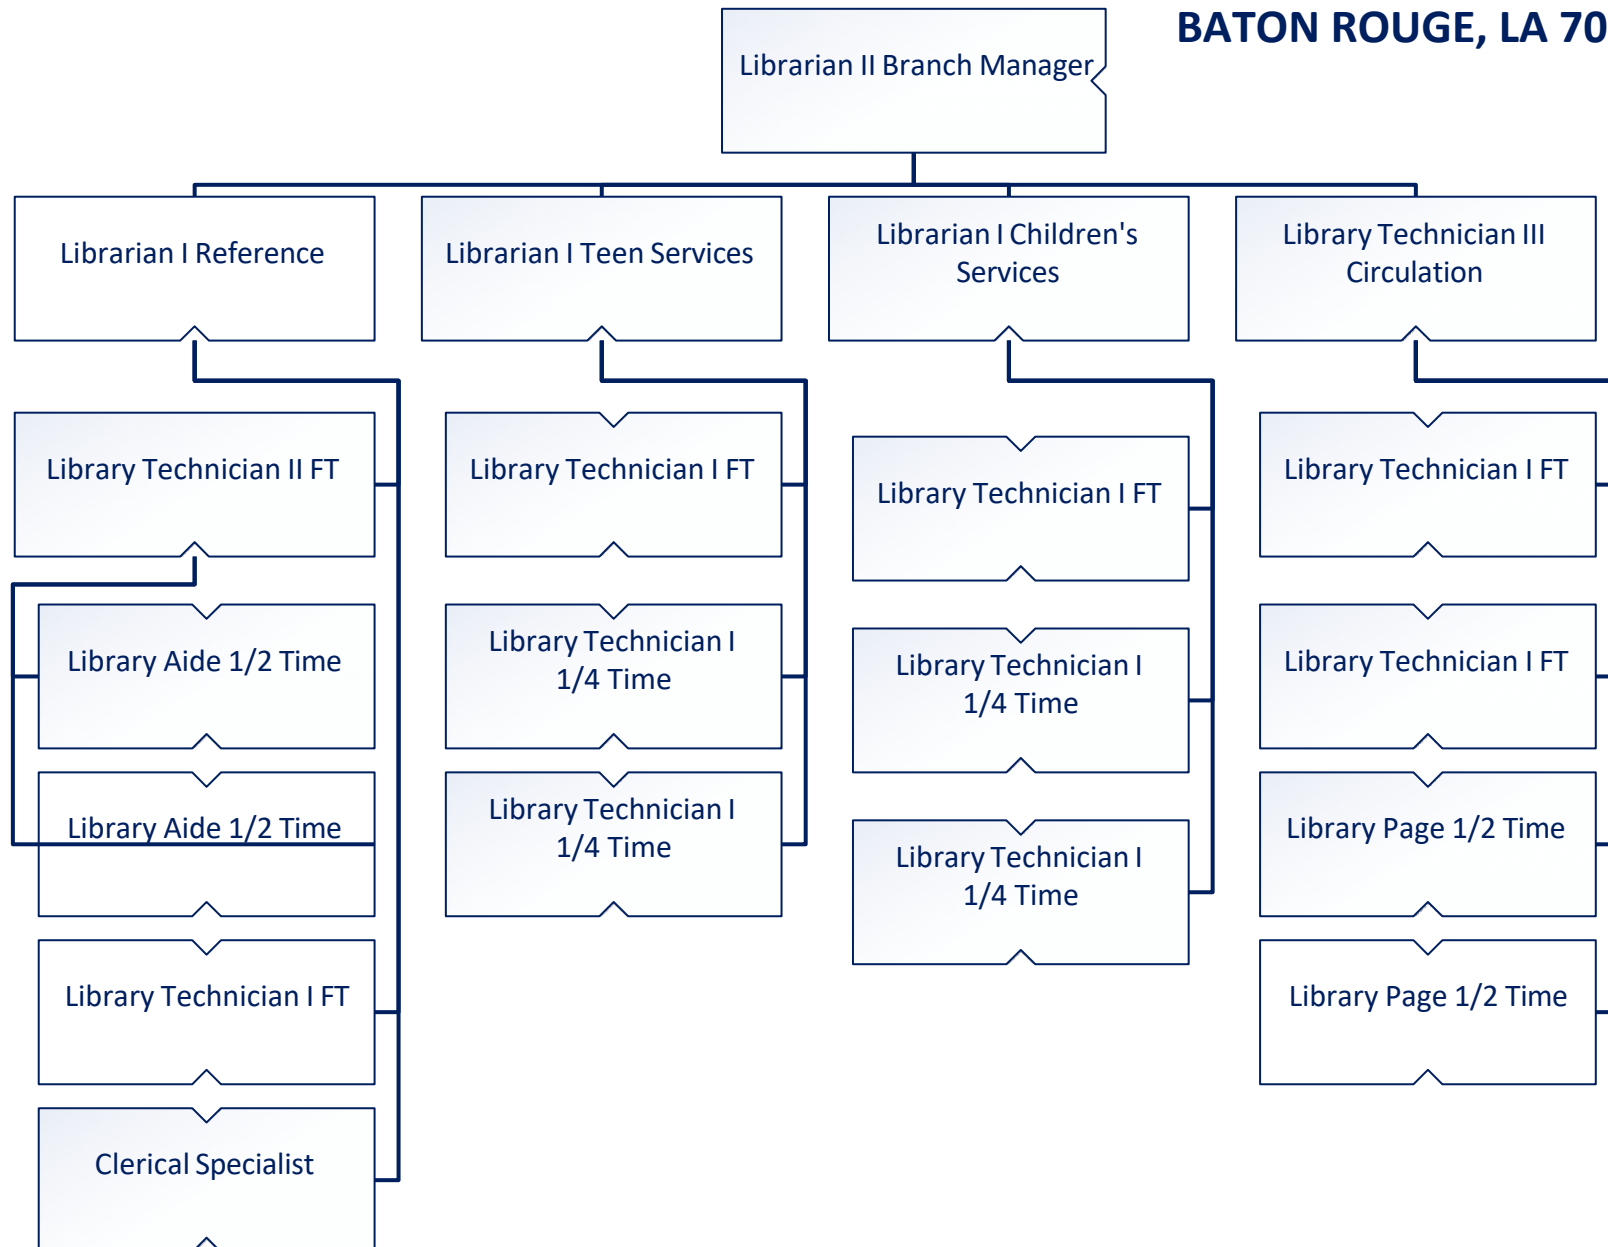 BATON ROUGE, LA 70
Librarian II Branch Manager
Librarian I Reference
Librarian I Teen Services
Librarian I Children's
Services
Library Technician III
Circulation
Library Technician II FT
Library Aide 1/2 Time
Library Aide 1/2 Time
Library Technician I FT
Clerical Specialist
Library Technician I FT
Library Technician I
1/4 Time
Library Technician I
1/4 Time
Library Technician I FT
Library Technician I
1/4 Time
Library Technician I
1/4 Time
Library Technician I FT
Library Technician I FT
Library Page 1/2 Time
Library Page 1/2 Time